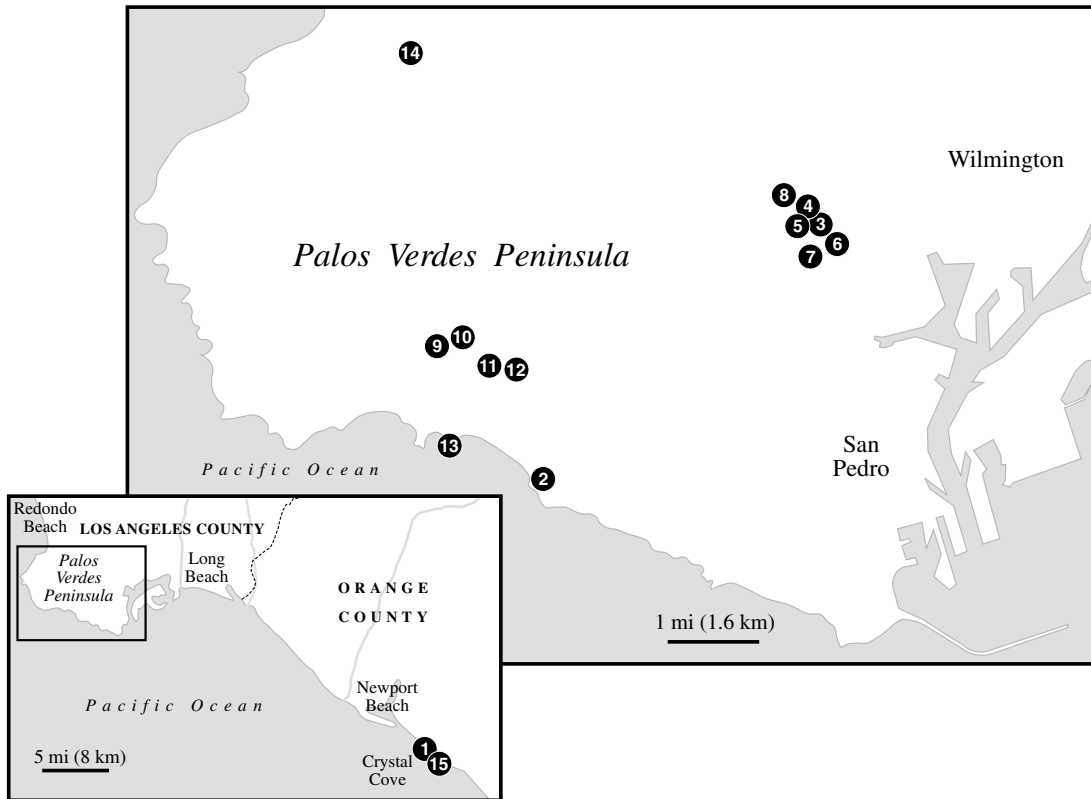 14
Wilmington
8
4
5
3
6
7
Palos Verdes Peninsula
9
10
11
12
13
2
Pacific Ocean
San
Pedro
1 mi (1.6 km)
Redondo
Beach
LOS ANGELES COUNTY
Palos
Verdes
Peninsula
Long
Beach
ORANGE
COUNTY
Newport
Beach
Pacific Ocean
5 mi (8 km)
Crystal
Cove
1
15